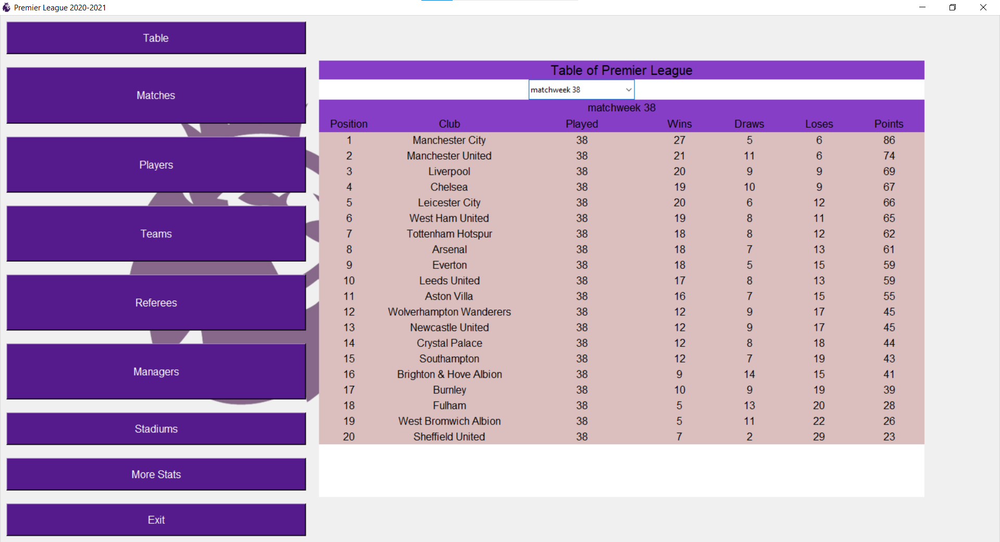 Premier League 2020-2021
Table
Matches
Players
Teams
Referees
Managers
Stadiums
More Stats
Exit
Table of Premier League
matchweek 38
matchweek 38
Position Club Played Wins Draws Loses Points
1 Manchester City 38 27 5 6 86
2 Manchester United 38 21 11 6 74
3 Liverpool 38 20 9 9 69
4 Chelsea 38 19 10 9 67
5 Leicester City 38 20 6 12 66
6 West Ham United 38 19 8 11 65
7 Tottenham Hotspur 38 18 8 12 62
8 Arsenal 38 18 7 13 61
9 Everton 38 18 5 15 59
10 Leeds United 38 17 8 13 59
11 Aston Villa 38 16 7 15 55
12 Wolverhampton Wanderers 38 12 9 17 45
13 Newcastle United 38 12 9 17 45
14 Crystal Palace 38 12 8 18 44
15 Southampton 38 12 7 19 43
16 Brighton & Hove Albion 38 9 14 15 41
17 Burnley 38 10 9 19 39
18 Fulham 38 5 13 20 28
19 West Bromwich Albion 38 5 11 22 26
20 Sheffield United 38 7 2 29 23